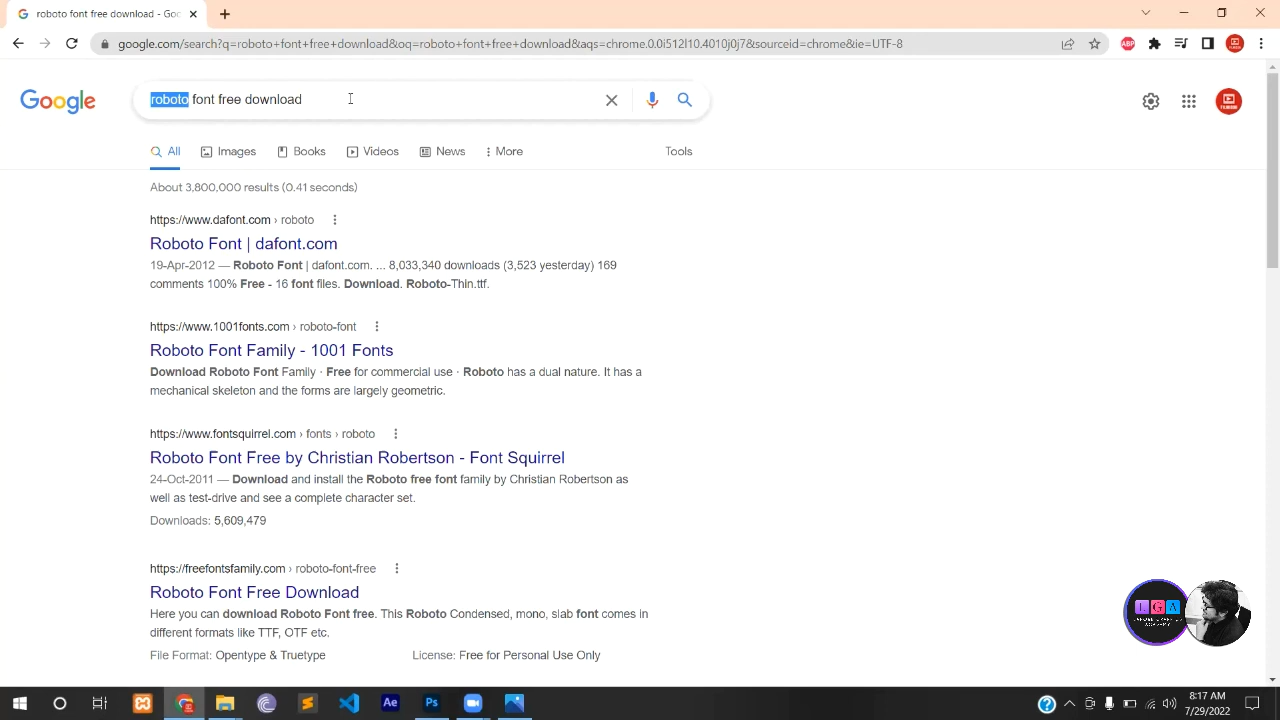 roboto font free download - Goo
google.com/search?q=roboto+font+free+download&oq=roboto+font+free+download&aqs=chrome.0.0i512l10.4010j0j7&sourceid=chrome&ie=UTF-8
ABP
Google
roboto font free download
All
Images
Books
Videos
News
More
Tools
About 3,800,000 results (0.41 seconds)
https://www.dafont.com › roboto
Roboto Font | dafont.com
19-Apr-2012 — Roboto Font | dafont.com. ... 8,033,340 downloads (3,523 yesterday) 169
comments 100% Free - 16 font files. Download. Roboto-Thin.ttf.
https://www.1001fonts.com › roboto-font
Roboto Font Family - 1001 Fonts
Download Roboto Font Family · Free for commercial use · Roboto has a dual nature. It has a
mechanical skeleton and the forms are largely geometric.
https://www.fontsquirrel.com › fonts › roboto
Roboto Font Free by Christian Robertson - Font Squirrel
24-Oct-2011 — Download and install the Roboto free font family by Christian Robertson as
well as test-drive and see a complete character set.
Downloads: 5,609,479
https://freefontsfamily.com › roboto-font-free
Roboto Font Free Download
Here you can download Roboto Font free. This Roboto Condensed, mono, slab font comes in
different formats like TTF, OTF etc.
File Format: Opentype & Truetype
License: Free for Personal Use Only
LGA
Ae
Ps
8:17 AM
7/29/2022